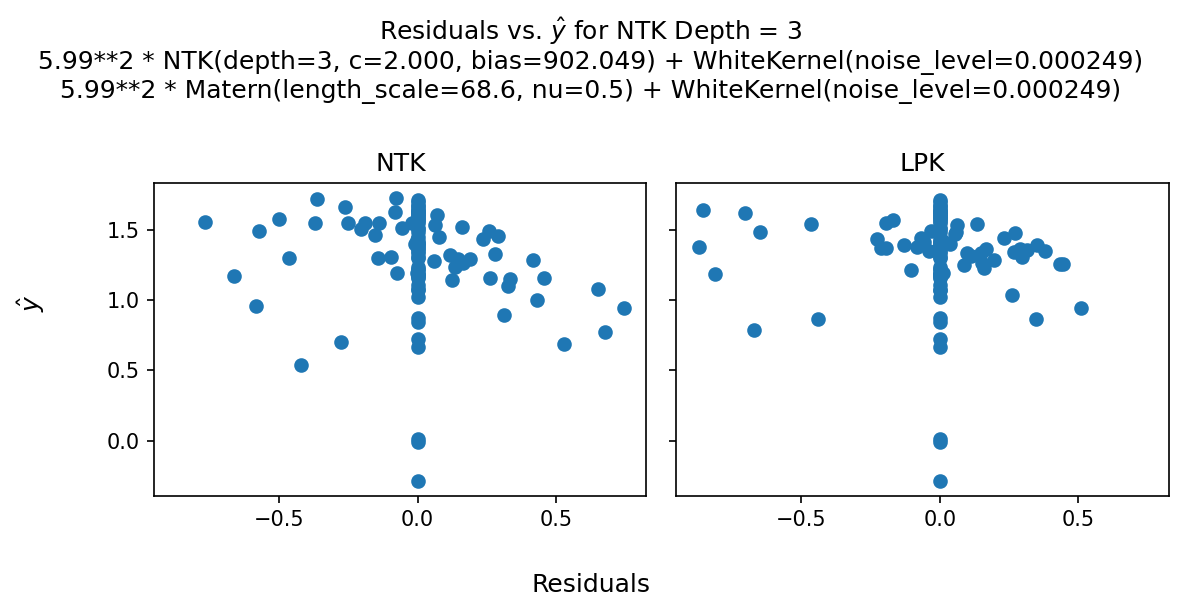 Residuals vs. ŷ for NTK Depth = 3
5.99**2 * NTK(depth=3, c=2.000, bias=902.049) + WhiteKernel(noise_level=0.000249)
5.99**2 * Matern(length_scale=68.6, nu=0.5) + WhiteKernel(noise_level=0.000249)
NTK
LPK
ŷ
1.5
1.0
0.5
0.0
−0.5 0.0 0.5
−0.5 0.0 0.5
Residuals